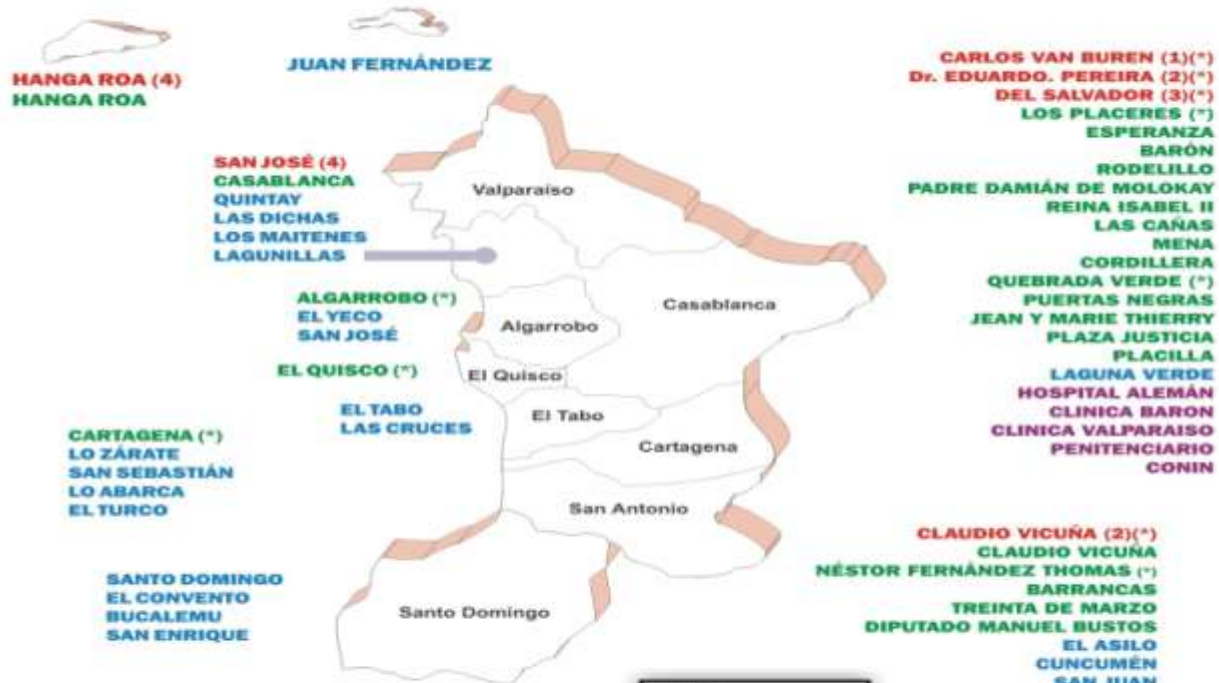 HANGA ROA (4)
HANGA ROA
JUAN FERNÁNDEZ
SAN JOSÉ (4)
CASABLANCA
QUINTAY
LAS DICHAS
LOS MAITENES
LAGUNILLAS
ALGARROBO (*)
EL YECO
SAN JOSÉ
EL QUISCO (*)
EL TABO
LAS CRUCES
CARTAGENA (*)
LO ZÁRATE
SAN SEBASTIÁN
LO ABARCA
EL TURCO
SANTO DOMINGO
EL CONVENTO
BUCALEMU
SAN ENRIQUE
Valparaíso
Casablanca
Algarrobo
El Quisco
El Tabo
Cartagena
San Antonio
Santo Domingo
CARLOS VAN BUREN (1)(*)
Dr. EDUARDO. PEREIRA (2)(*)
DEL SALVADOR (3)(*)
LOS PLACERES (*)
ESPERANZA
BARÓN
RODELILLO
PADRE DAMIÁN DE MOLOKAY
REINA ISABEL II
LAS CAÑAS
MENA
CORDILLERA
QUEBRADA VERDE (*)
PUERTAS NEGRAS
JEAN Y MARIE THIERRY
PLAZA JUSTICIA
PLACILLA
LAGUNA VERDE
HOSPITAL ALEMÁN
CLINICA BARON
CLINICA VALPARAISO
PENITENCIARIO
CONIN
CLAUDIO VICUÑA (2)(*)
CLAUDIO VICUÑA
NÉSTOR FERNÁNDEZ THOMAS (*)
BARRANCAS
TREINTA DE MARZO
DIPUTADO MANUEL BUSTOS
EL ASILO
CUNCUMÉN
SAN JUAN